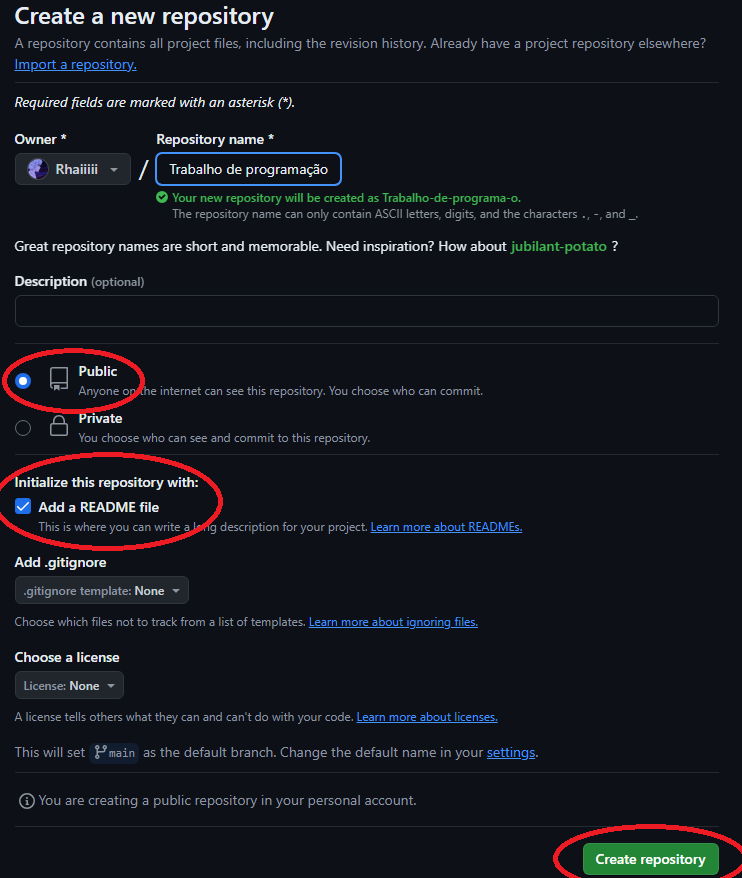 Create a new repository
A repository contains all project files, including the revision history. Already have a project repository elsewhere?
Import a repository.
Required fields are marked with an asterisk (*).
Owner * Repository name *
Rhaiiiii / Trabalho de programação
Your new repository will be created as Trabalho-de-programa-o.
The repository name can only contain ASCII letters, digits, and the characters ., -, and _.
Great repository names are short and memorable. Need inspiration? How about jubilant-potato ?
Description (optional)
Public
Anyone on the internet can see this repository. You choose who can commit.
Private
You choose who can see and commit to this repository.
Initialize this repository with:
Add a README file
This is where you can write a long description for your project. Learn more about READMEs.
Add .gitignore
.gitignore template: None
Choose which files not to track from a list of templates. Learn more about ignoring files.
Choose a license
License: None
A license tells others what they can and can't do with your code. Learn more about licenses.
This will set main as the default branch. Change the default name in your settings.
You are creating a public repository in your personal account.
Create repository